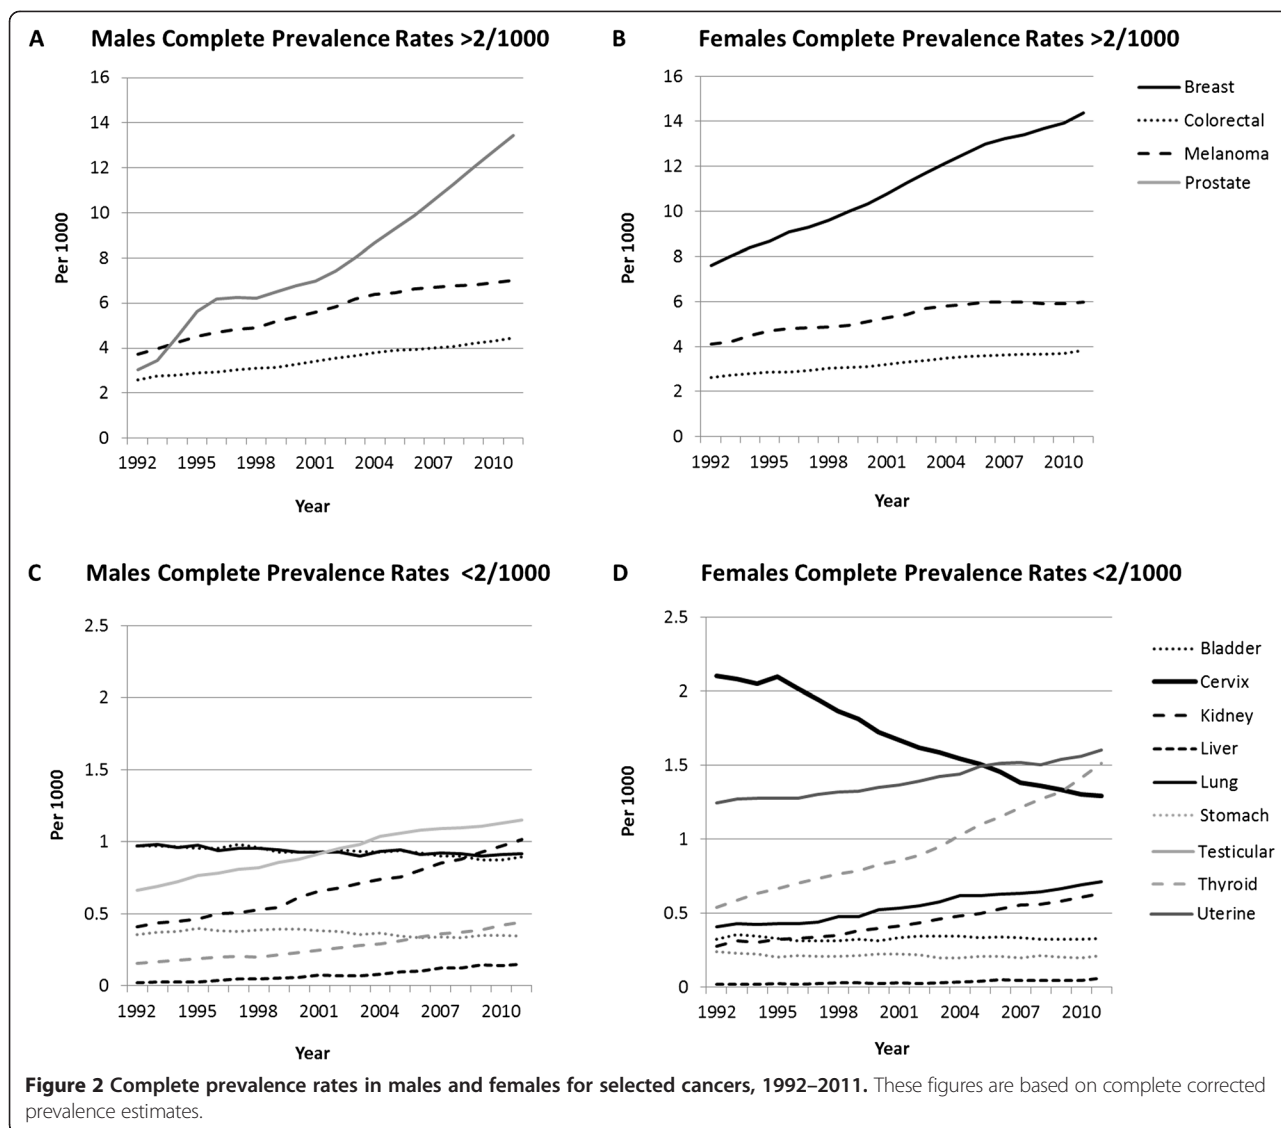 A Males Complete Prevalence Rates >2/1000
16
14
12
10
8
6
4
2
0
Per 1000
1992 1995 1998 2001 2004 2007 2010
Year
B Females Complete Prevalence Rates >2/1000
16
14
12
10
8
6
4
2
0
Per 1000
1992 1995 1998 2001 2004 2007 2010
Year
Breast
Colorectal
Melanoma
Prostate
C Males Complete Prevalence Rates <2/1000
2.5
2
1.5
1
0.5
0
Per 1000
1992 1995 1998 2001 2004 2007 2010
Year
D Females Complete Prevalence Rates <2/1000
2.5
2
1.5
1
0.5
0
Per 1000
1992 1995 1998 2001 2004 2007 2010
Year
Bladder
Cervix
Kidney
Liver
Lung
Stomach
Testicular
Thyroid
Uterine
Figure 2 Complete prevalence rates in males and females for selected cancers, 1992–2011. These figures are based on complete corrected
prevalence estimates.